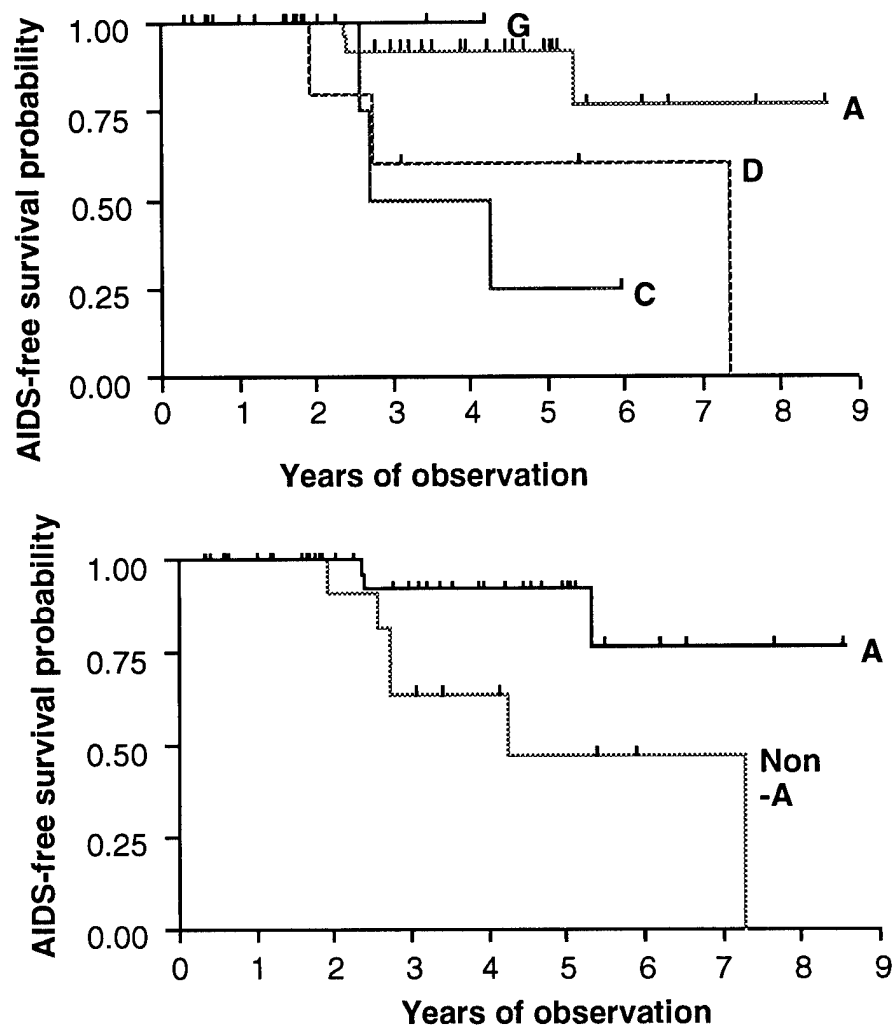 AIDS-free survival probability
1.00
0.75
0.50
0.25
0.00
G
A
D
C
0 1 2 3 4 5 6 7 8 9
Years of observation
AIDS-free survival probability
1.00
0.75
0.50
0.25
0.00
A
Non
-A
0 1 2 3 4 5 6 7 8 9
Years of observation